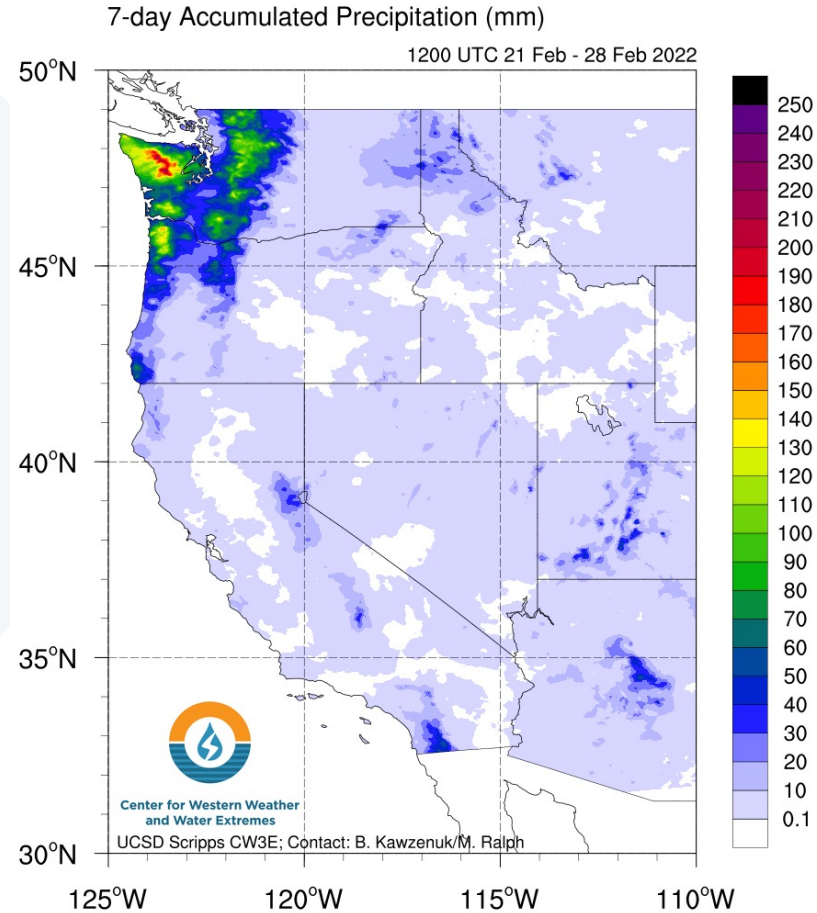 7-day Accumulated Precipitation (mm)
1200 UTC 21 Feb - 28 Feb 2022
50°N
45°N
40°N
35°N
30°N
125°W
120°W
115°W
110°W
250
240
230
220
210
200
190
180
170
160
150
140
130
120
110
100
90
80
70
60
50
40
30
20
10
0.1
Center for Western Weather
and Water Extremes
UCSD Scripps CW3E; Contact: B. Kawzenuk/M. Ralph